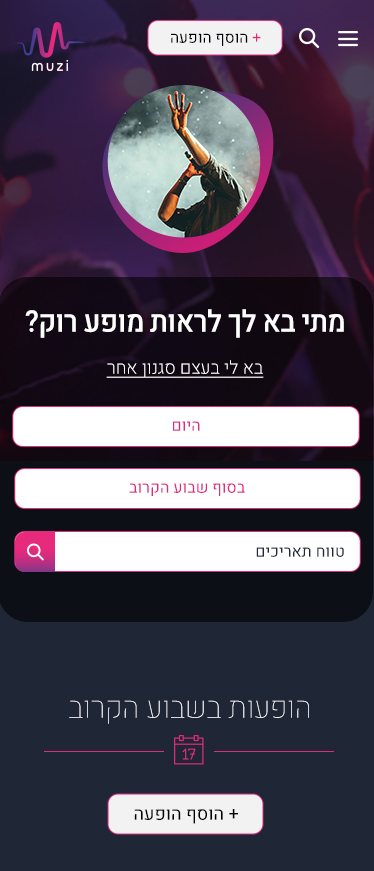 + הוסף הופעה
muzi
מתי בא לך לראות מופע רוק?
בא לי בעצם סגנון אחר
היום
בסוף שבוע הקרוב
טווח תאריכים
הופעות בשבוע הקרוב
17
+ הוסף הופעה